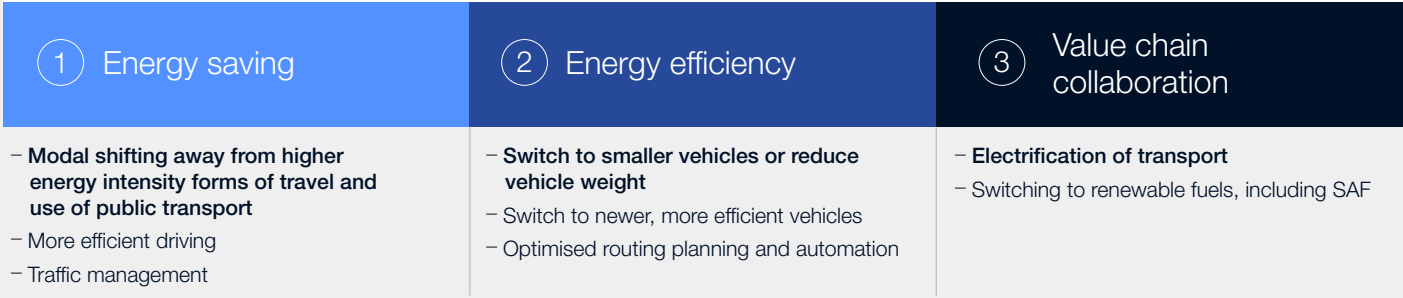 1 Energy saving
– Modal shifting away from higher
energy intensity forms of travel and
use of public transport
– More efficient driving
– Traffic management
2 Energy efficiency
– Switch to smaller vehicles or reduce
vehicle weight
– Switch to newer, more efficient vehicles
– Optimised routing planning and automation
3 Value chain
collaboration
– Electrification of transport
– Switching to renewable fuels, including SAF